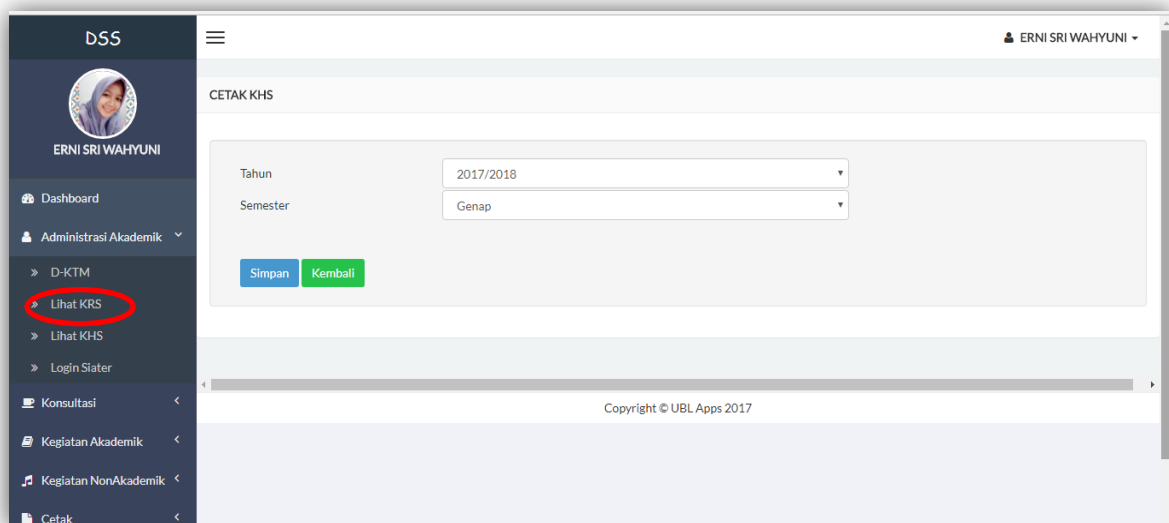 DSS
ERNI SRI WAHYUNI
ERNI SRI WAHYUNI
Dashboard
Administrasi Akademik
D-KTM
Lihat KRS
Lihat KHS
Login Siater
Konsultasi
Kegiatan Akademik
Kegiatan NonAkademik
Cetak
CETAK KHS
Tahun
2017/2018
Semester
Genap
Simpan Kembali
Copyright © UBL Apps 2017